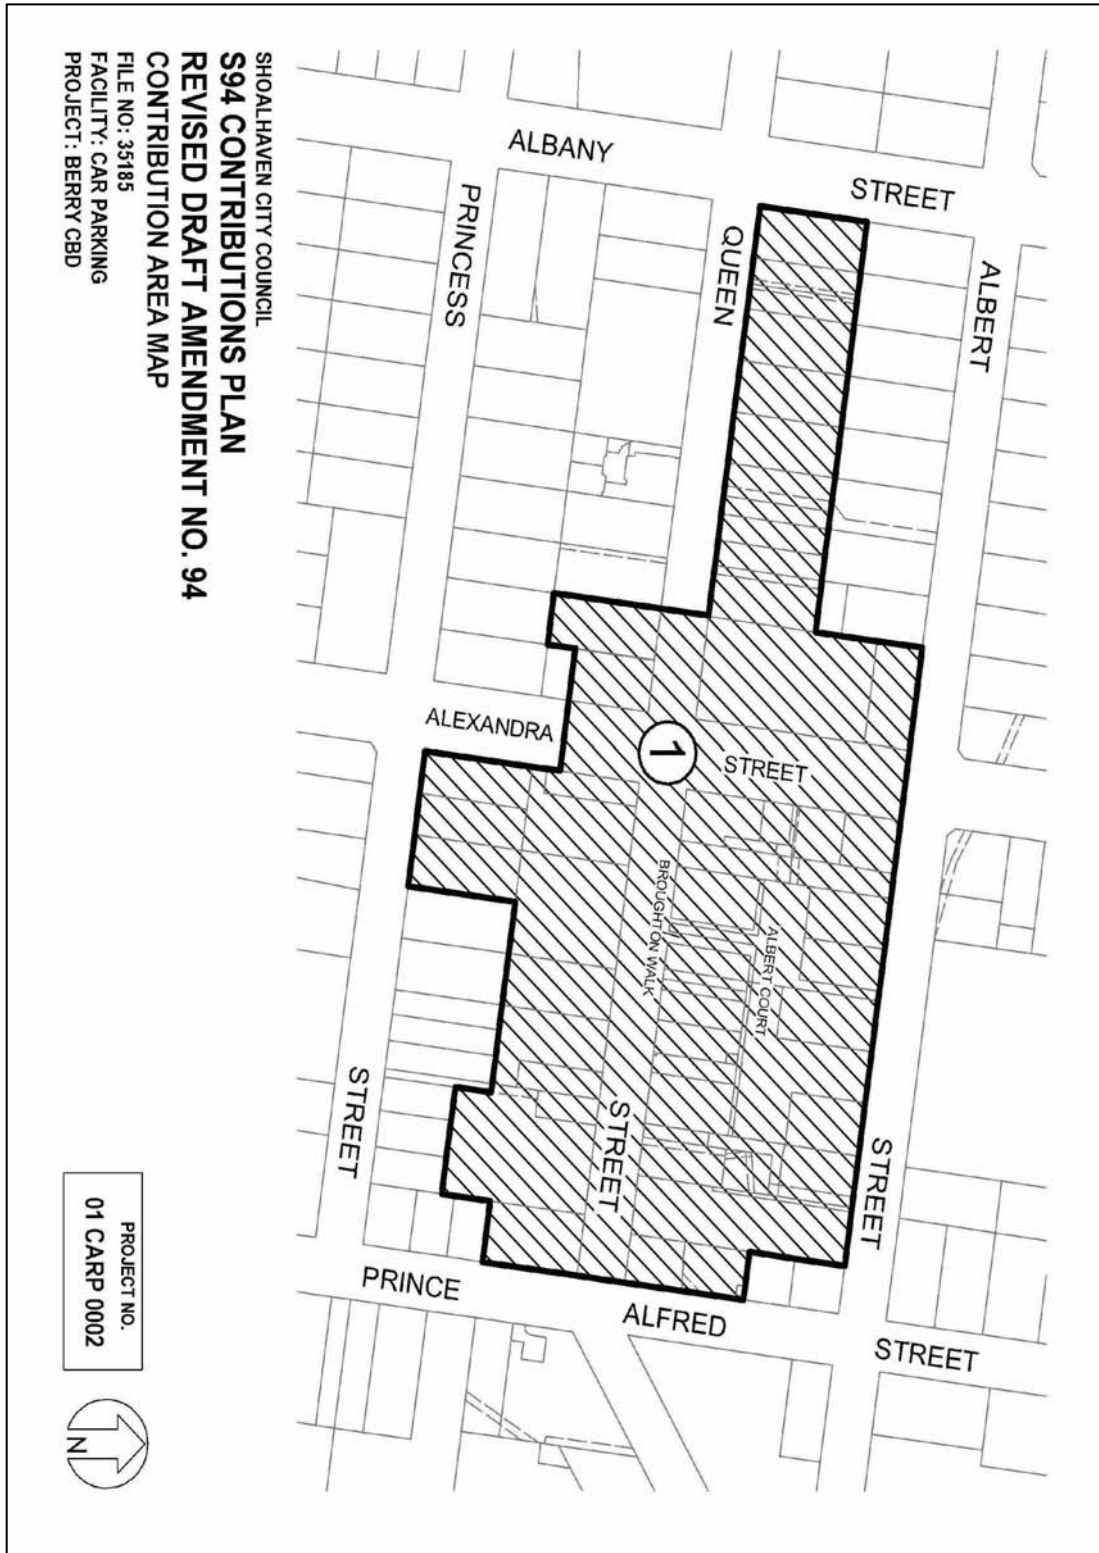 ALBANY
STREET
PRINCESS
QUEEN
ALBERT
ALEXANDRA
STREET
1
BROUGHTON WALK
ALBERT COURT
STREET
STREET
STREET
PRINCE
ALFRED
STREET
SHOALHAVEN CITY COUNCIL
S94 CONTRIBUTIONS PLAN
REVISED DRAFT AMENDMENT NO. 94
CONTRIBUTION AREA MAP
FILE NO: 35185
FACILITY: CAR PARKING
PROJECT: BERRY CBD
PROJECT NO.
01 CARP 0002
N